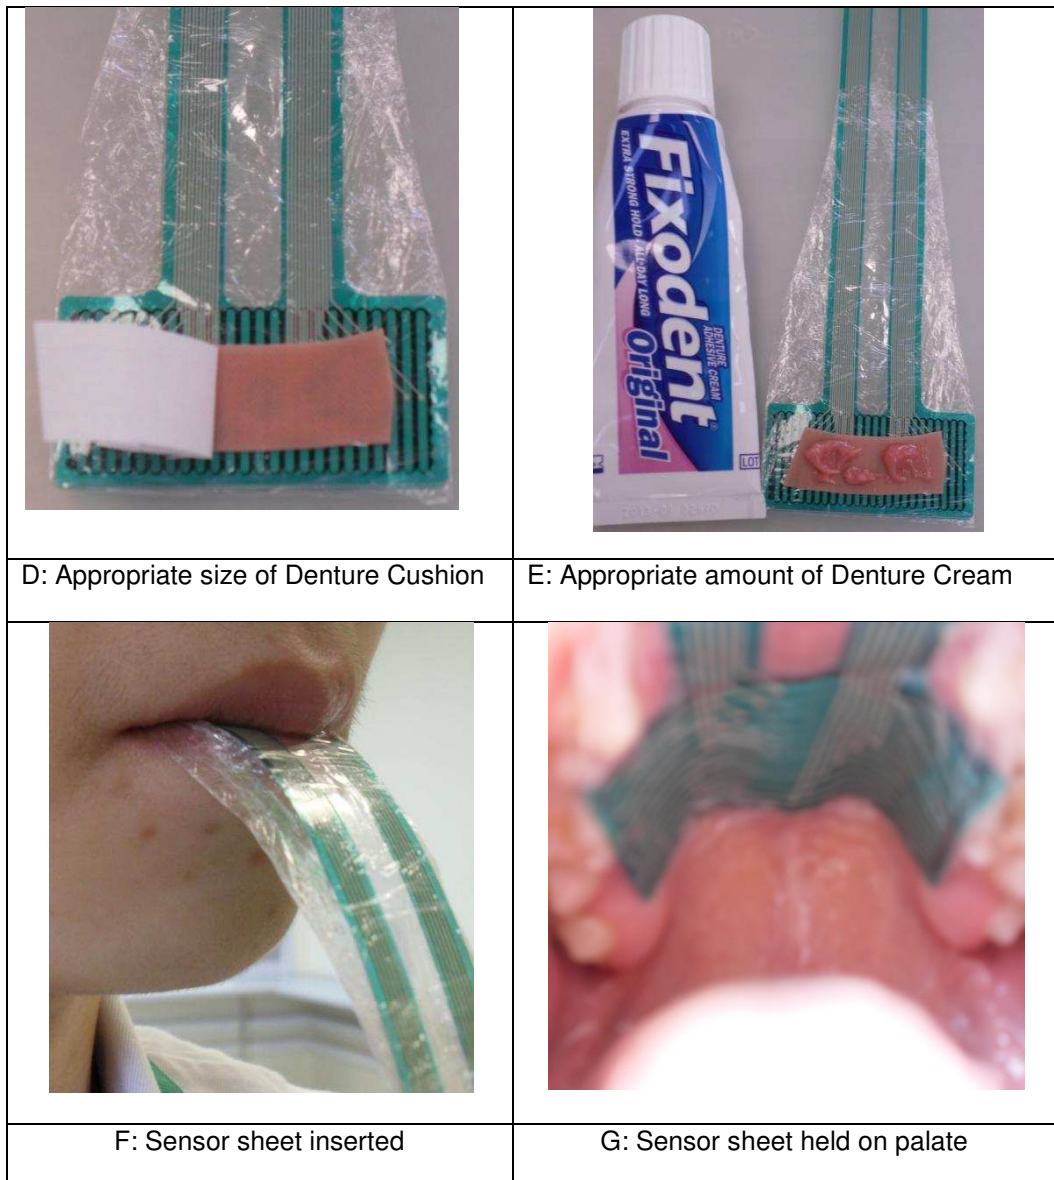 Fixodent
Original
DENTURE
ADHESIVE CREAM
EXTRA STRONG HOLD ALL-DAY LONG
LOT
D: Appropriate size of Denture Cushion
E: Appropriate amount of Denture Cream
F: Sensor sheet inserted
G: Sensor sheet held on palate